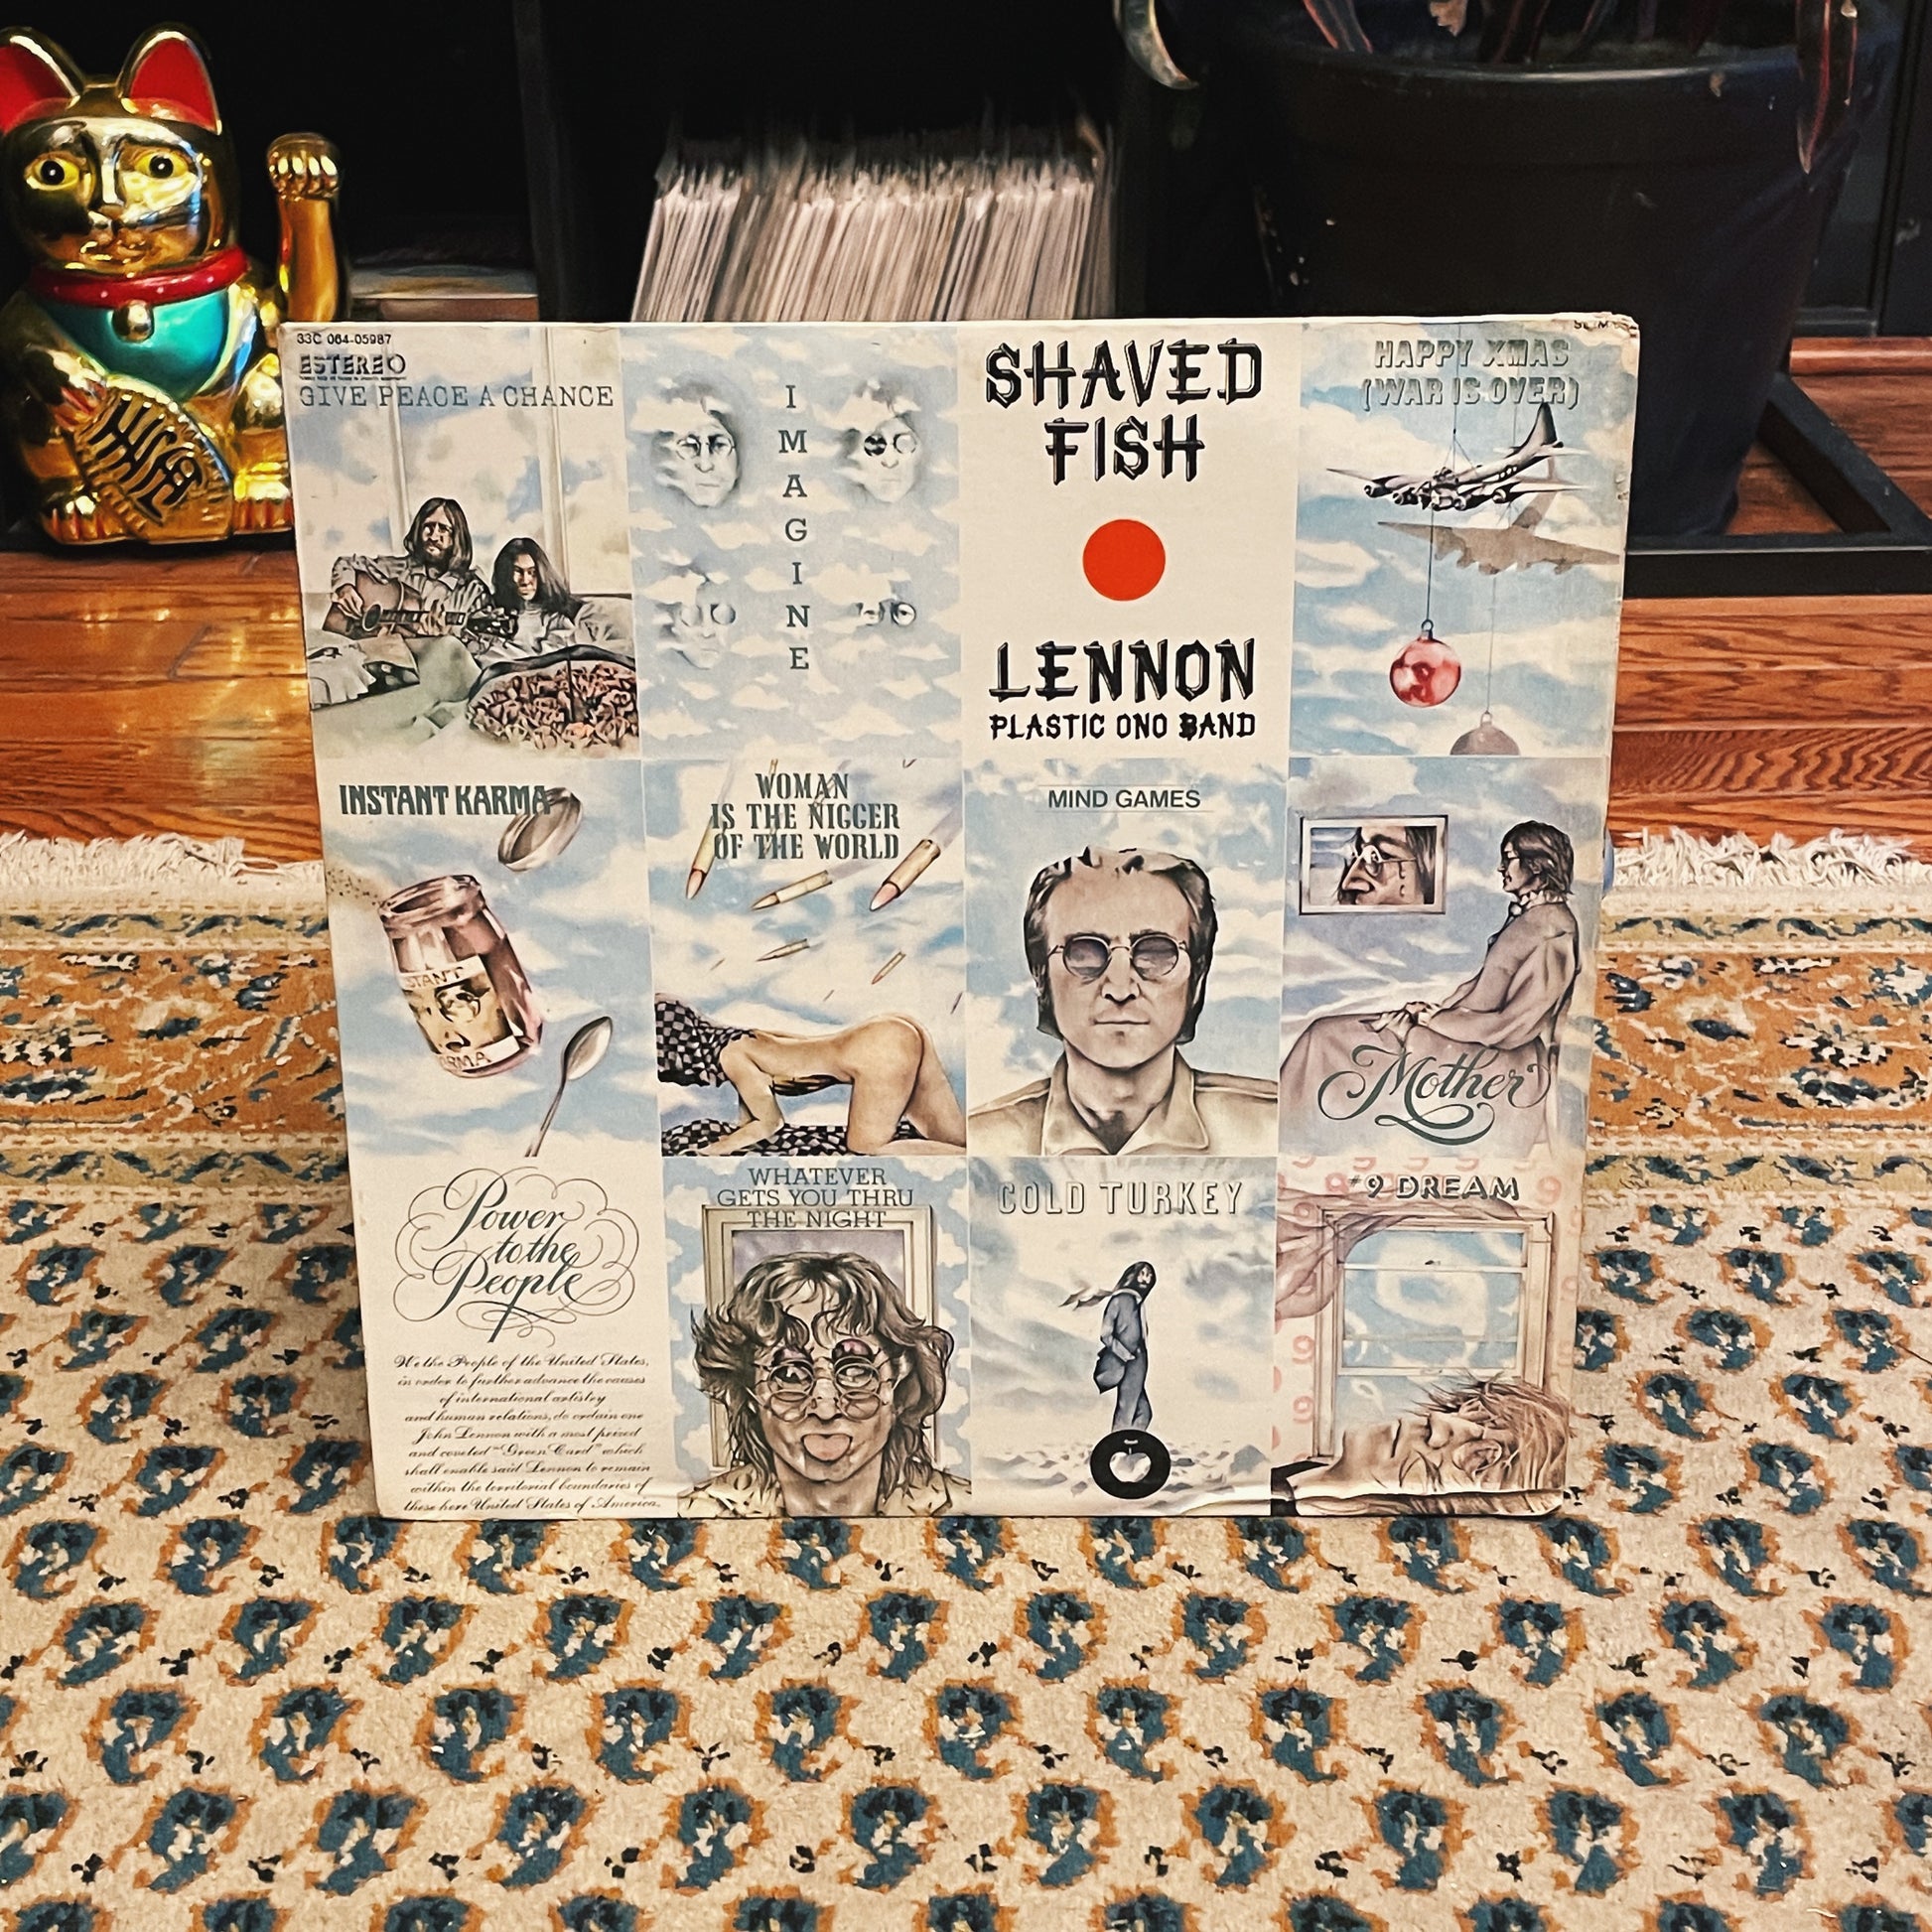 33C 064-05987
ESTEREO
GIVE PEACE A CHANCE
IMAGINE
SHAVED
FISH
LENNON
PLASTIC ONO BAND
HAPPY XMAS
(WAR IS OVER)
INSTANT KARMA
STANT
RMA
WOMAN
IS THE NIGGER
OF THE WORLD
MIND GAMES
Mother
Power
to the
People
We the People of the United States,
in order to further advance the causes
of international artistry
and human relations, do ordain one
John Lennon with a most prized
and coveted "Green Card" which
shall enable said Lennon to remain
within the territorial boundaries of
these here United States of America.
WHATEVER
GETS YOU THRU
THE NIGHT
COLD TURKEY
#9 DREAM